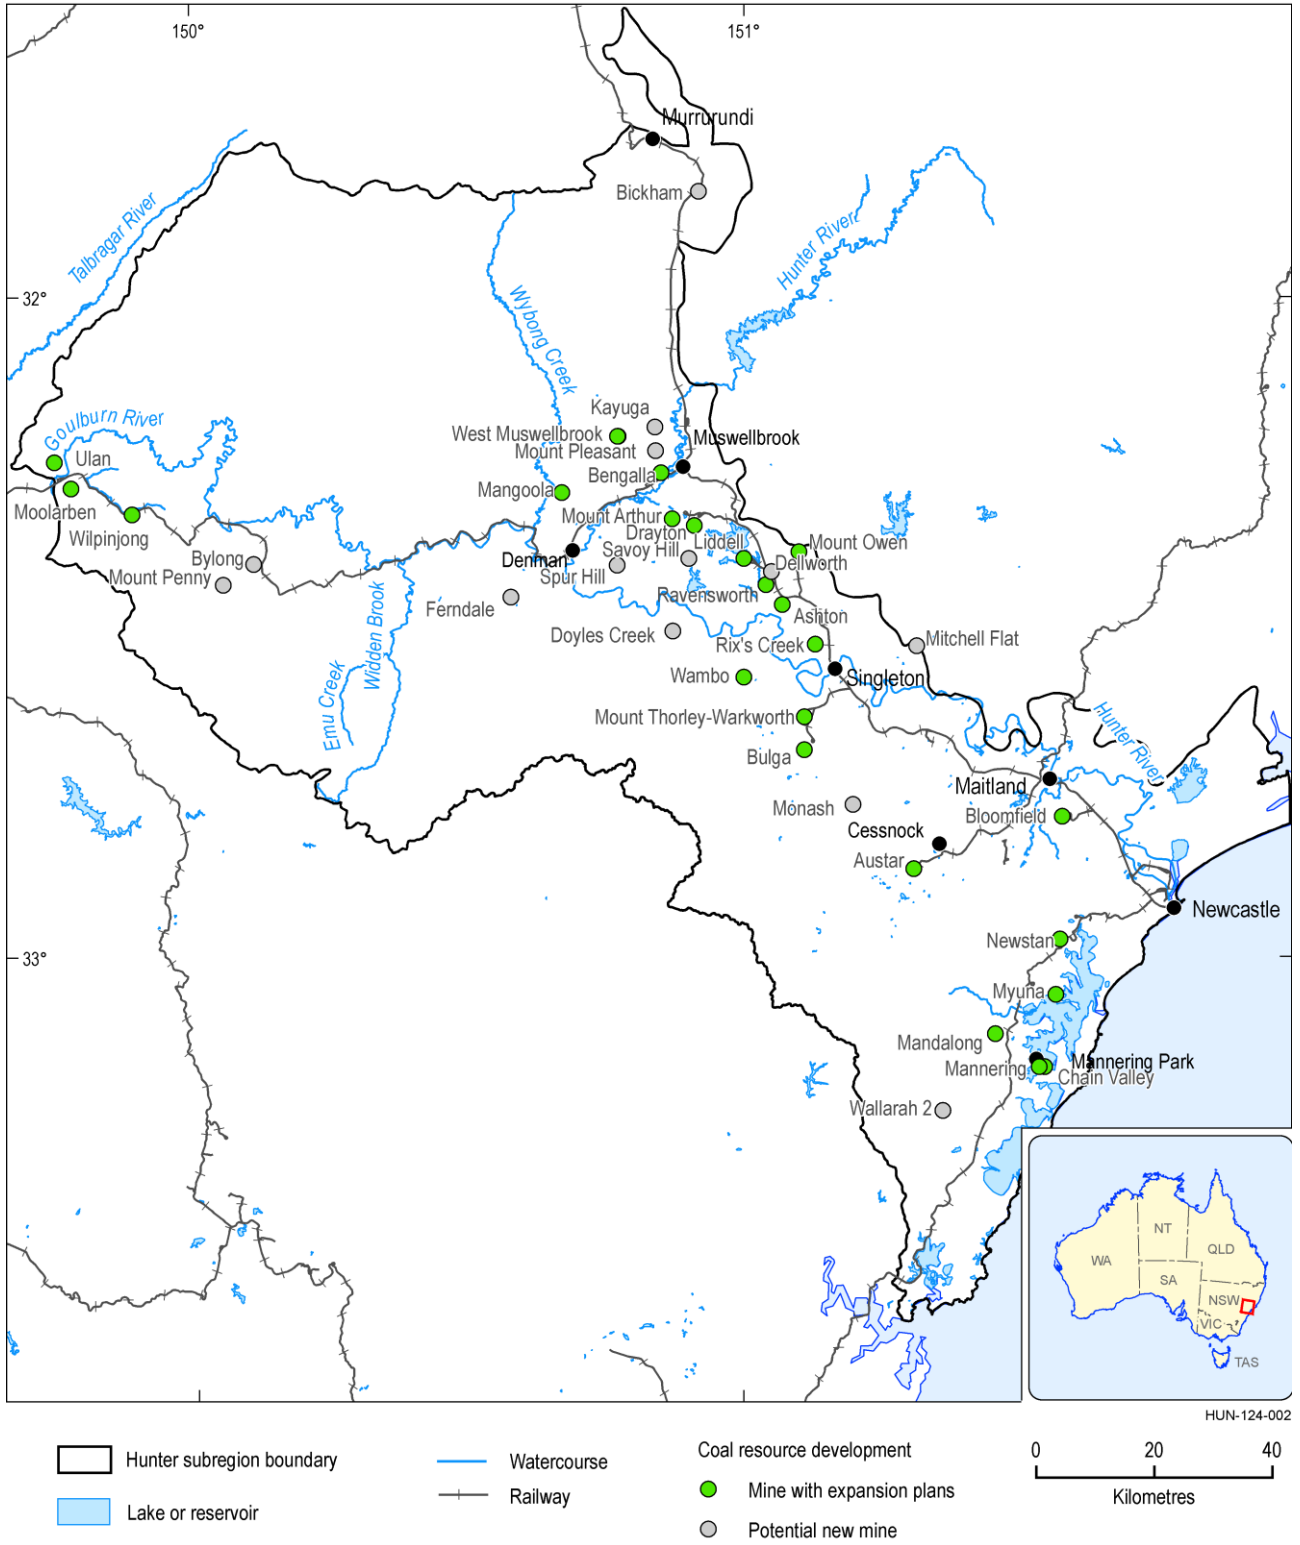 150°
151°
Murrurundi
Bickham
Talbragar River
Hunter River
32°
Wybong Creek
Kayuga
Goulburn River
West Muswellbrook
Muswellbrook
Mount Pleasant
Ulan
Bengalla
Mangoola
Moolarben
Mount Arthur
Wilpinjong
Drayton
Liddell
Mount Owen
Savoy Hill
Bylong
Denman
Dellworth
Mount Penny
Spur Hill
Ravensworth
Ferndale
Ashton
Widden Brook
Doyles Creek
Rix's Creek
Mitchell Flat
Wambo
Singleton
Emu Creek
Mount Thorley-Warkworth
Hunter River
Bulga
Maitland
Monash
Bloomfield
Cessnock
Austar
Newcastle
Newstan
33°
Myuna
Mandalong
Mannering
Mannering Park
Chain Valley
Wallarah 2
NT
QLD
WA
SA
NSW
VIC
TAS
HUN-124-002
Hunter subregion boundary
Lake or reservoir
Watercourse
Railway
Coal resource development
Mine with expansion plans
Potential new mine
0 20 40
Kilometres